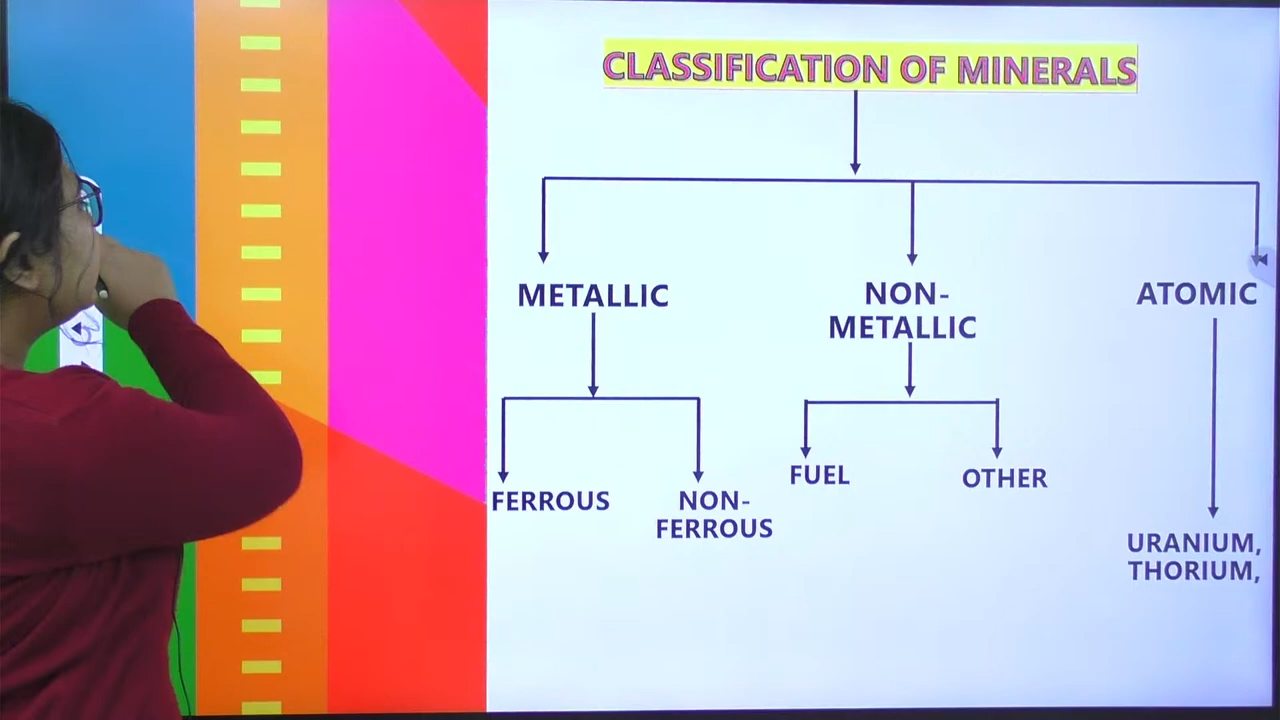 CLASSIFICATION OF MINERALS
METALLIC
NON-
METALLIC
ATOMIC
FERROUS
NON-
FERROUS
FUEL
OTHER
URANIUM,
THORIUM,